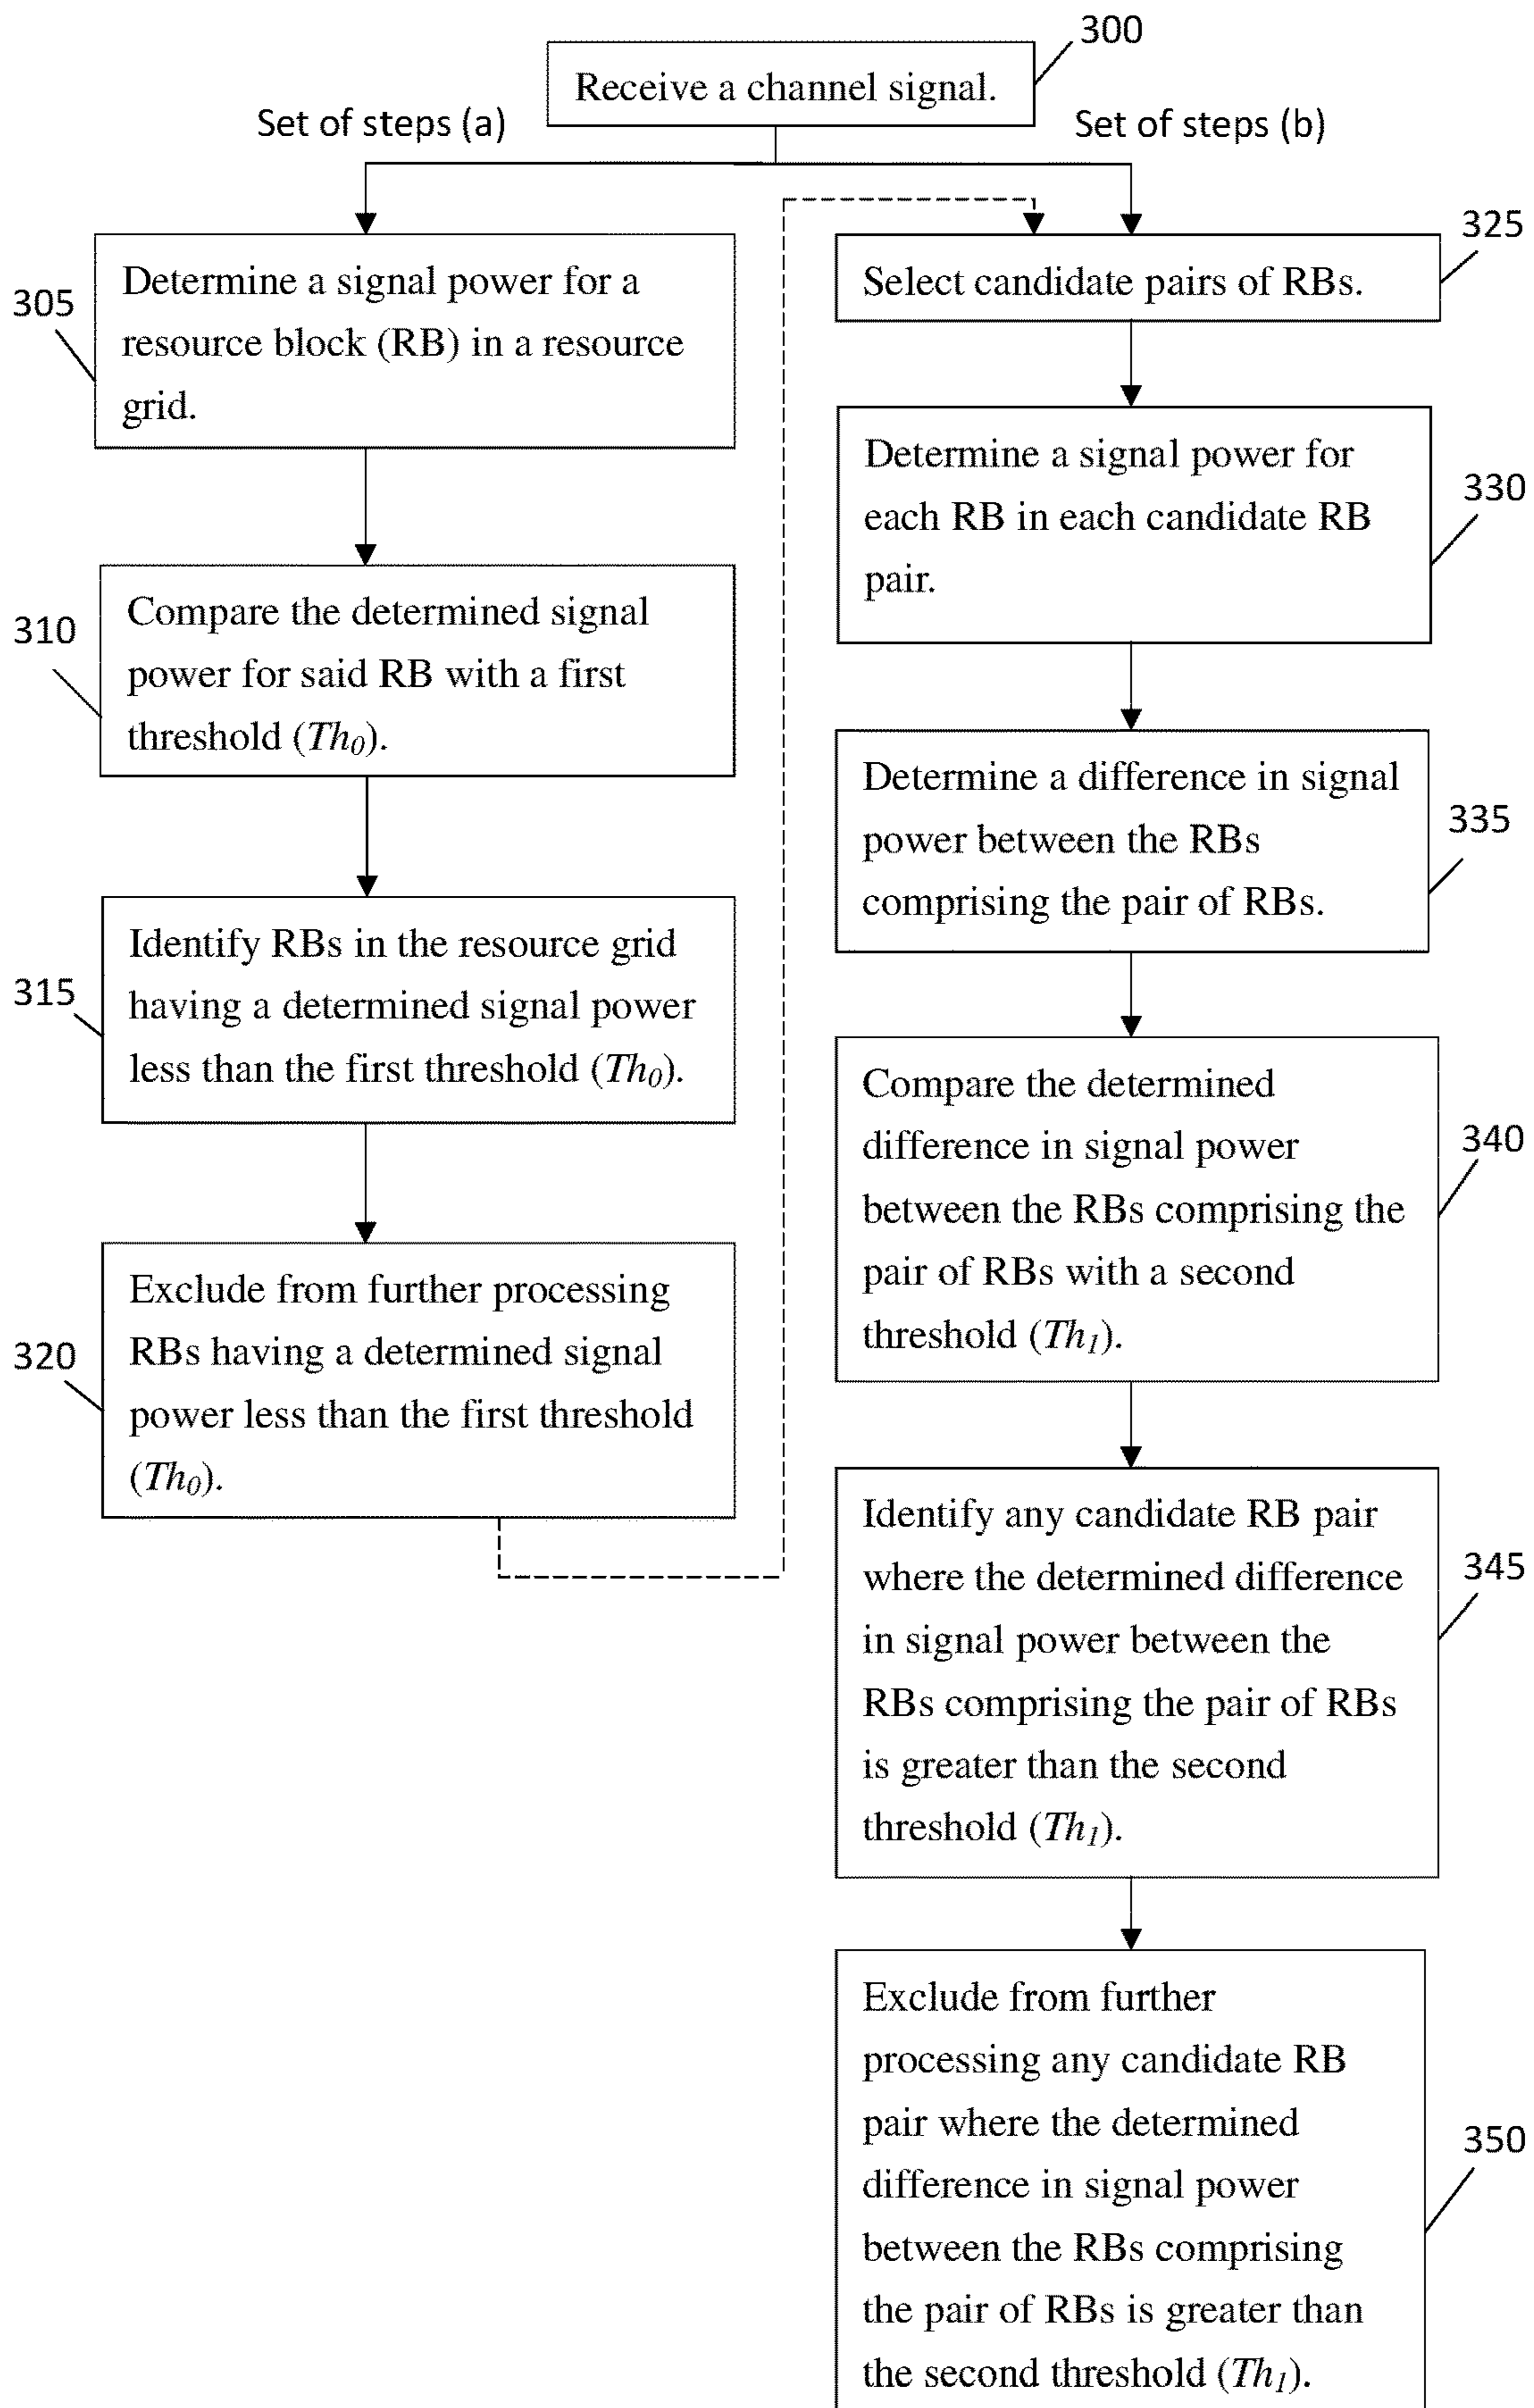 300
Receive a channel signal.
Set of steps (a)
Set of steps (b)
305
Determine a signal power for a
resource block (RB) in a resource
grid.
310
Compare the determined signal
power for said RB with a first
threshold (Th0).
315
Identify RBs in the resource grid
having a determined signal power
less than the first threshold (Th0).
320
Exclude from further processing
RBs having a determined signal
power less than the first threshold
(Th0).
325
Select candidate pairs of RBs.
330
Determine a signal power for
each RB in each candidate RB
pair.
335
Determine a difference in signal
power between the RBs
comprising the pair of RBs.
340
Compare the determined
difference in signal power
between the RBs comprising the
pair of RBs with a second
threshold (Th1).
345
Identify any candidate RB pair
where the determined difference
in signal power between the
RBs comprising the pair of RBs
is greater than the second
threshold (Th1).
350
Exclude from further
processing any candidate RB
pair where the determined
difference in signal power
between the RBs comprising
the pair of RBs is greater than
the second threshold (Th1).